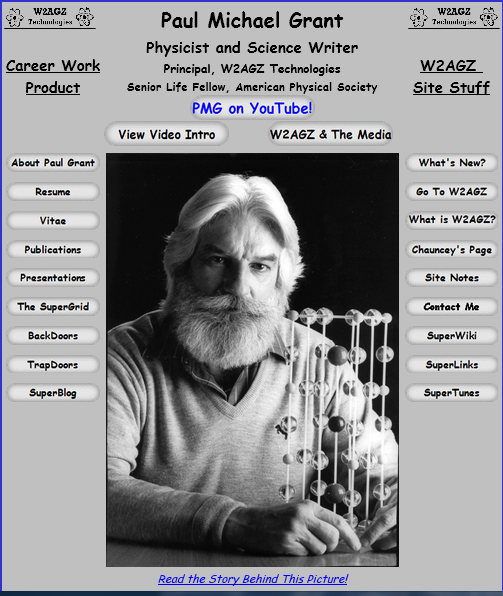 W2AGZ
Technologies
Paul Michael Grant
W2AGZ
Technologies
Physicist and Science Writer
Principal, W2AGZ Technologies
Senior Life Fellow, American Physical Society
PMG on YouTube!
View Video Intro
W2AGZ & The Media
Career Work
Product
About Paul Grant
Resume
Vitae
Publications
Presentations
The SuperGrid
BackDoors
TrapDoors
SuperBlog
W2AGZ
Site Stuff
What's New?
Go To W2AGZ
What is W2AGZ?
Chauncey's Page
Site Notes
Contact Me
SuperWiki
SuperLinks
SuperTunes
Read the Story Behind This Picture!